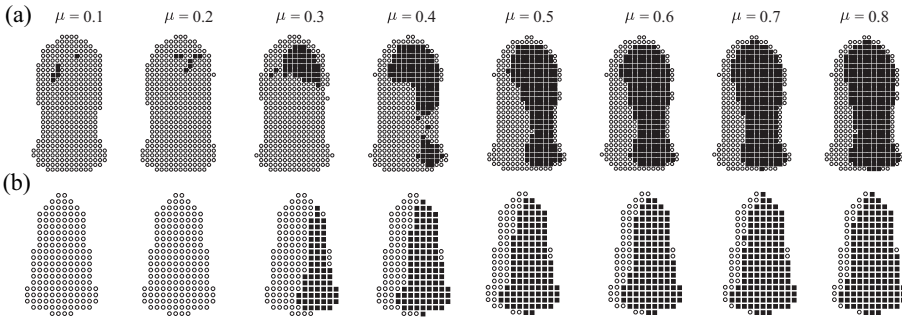 (a) μ = 0.1 μ = 0.2 μ = 0.3 μ = 0.4 μ = 0.5 μ = 0.6 μ = 0.7 μ = 0.8
(b)